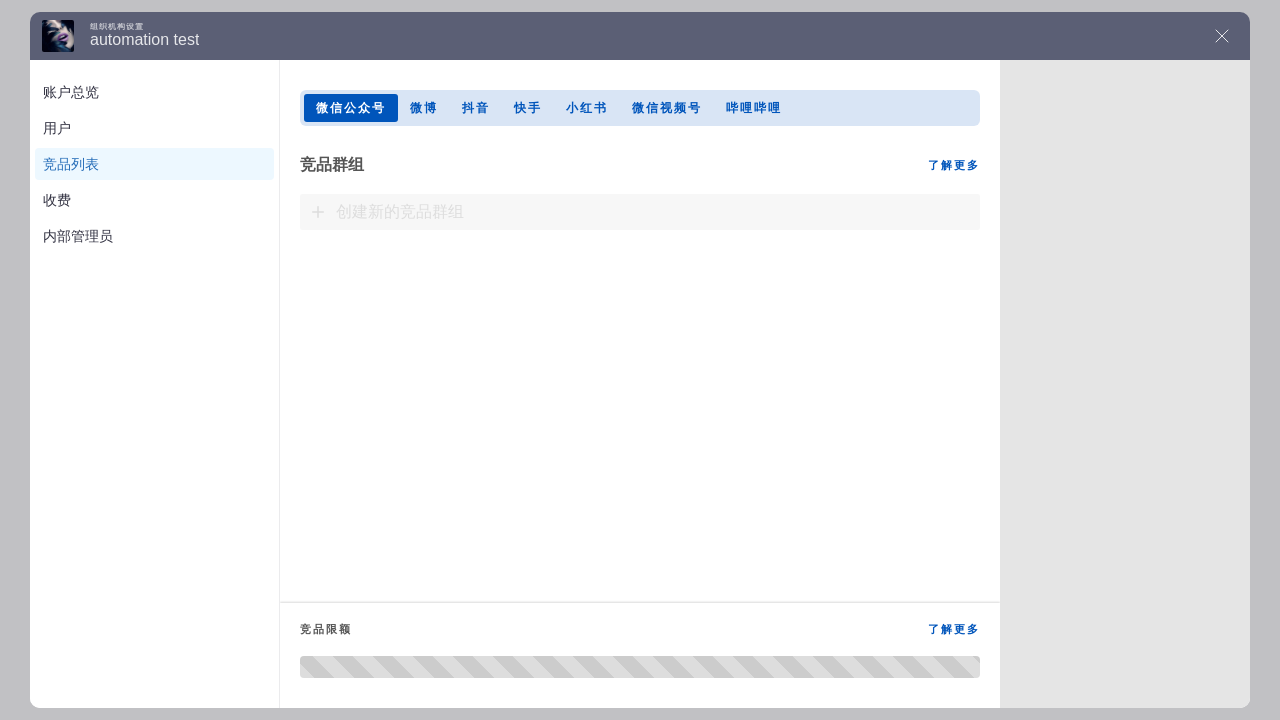 组织机构设置
automation test
账户总览
用户
竞品列表
收费
内部管理员
微信公众号 微博 抖音 快手 小红书 微信视频号 哔哩哔哩
竞品群组 了解更多
创建新的竞品群组
竞品限额 了解更多